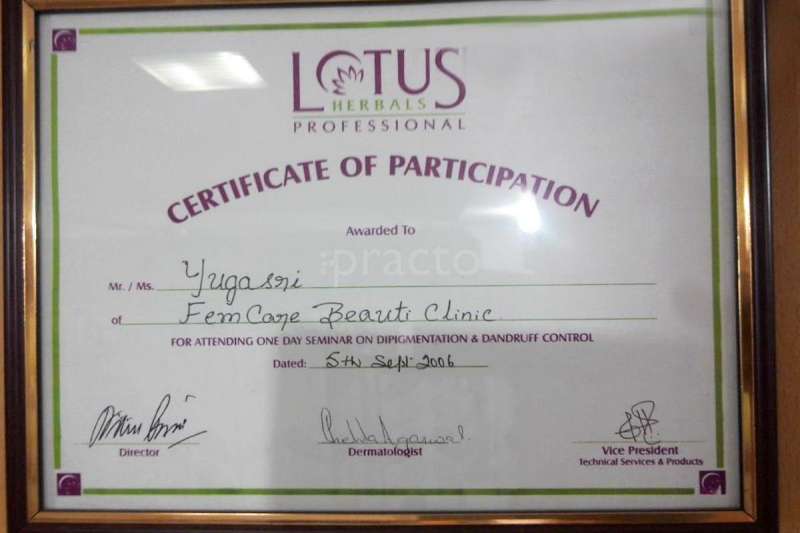 LOTUS
HERBALS
PROFESSIONAL
CERTIFICATE OF PARTICIPATION
Awarded To
:practo
Mr. / Ms. Yugasri
of FemCare Beauti Clinic
FOR ATTENDING ONE DAY SEMINAR ON DIPIGMENTATION & DANDRUFF CONTROL
Dated: 5th Sept 2006
Agarwal
Director Dermatologist Vice President
Technical Services & Products